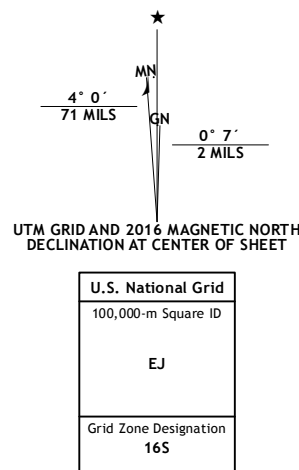 ★
MN
4° 0´
71 MILS
GN
0° 7´
2 MILS
UTM GRID AND 2016 MAGNETIC NORTH
DECLINATION AT CENTER OF SHEET
U.S. National Grid
100,000-m Square ID
EJ
Grid Zone Designation
16S